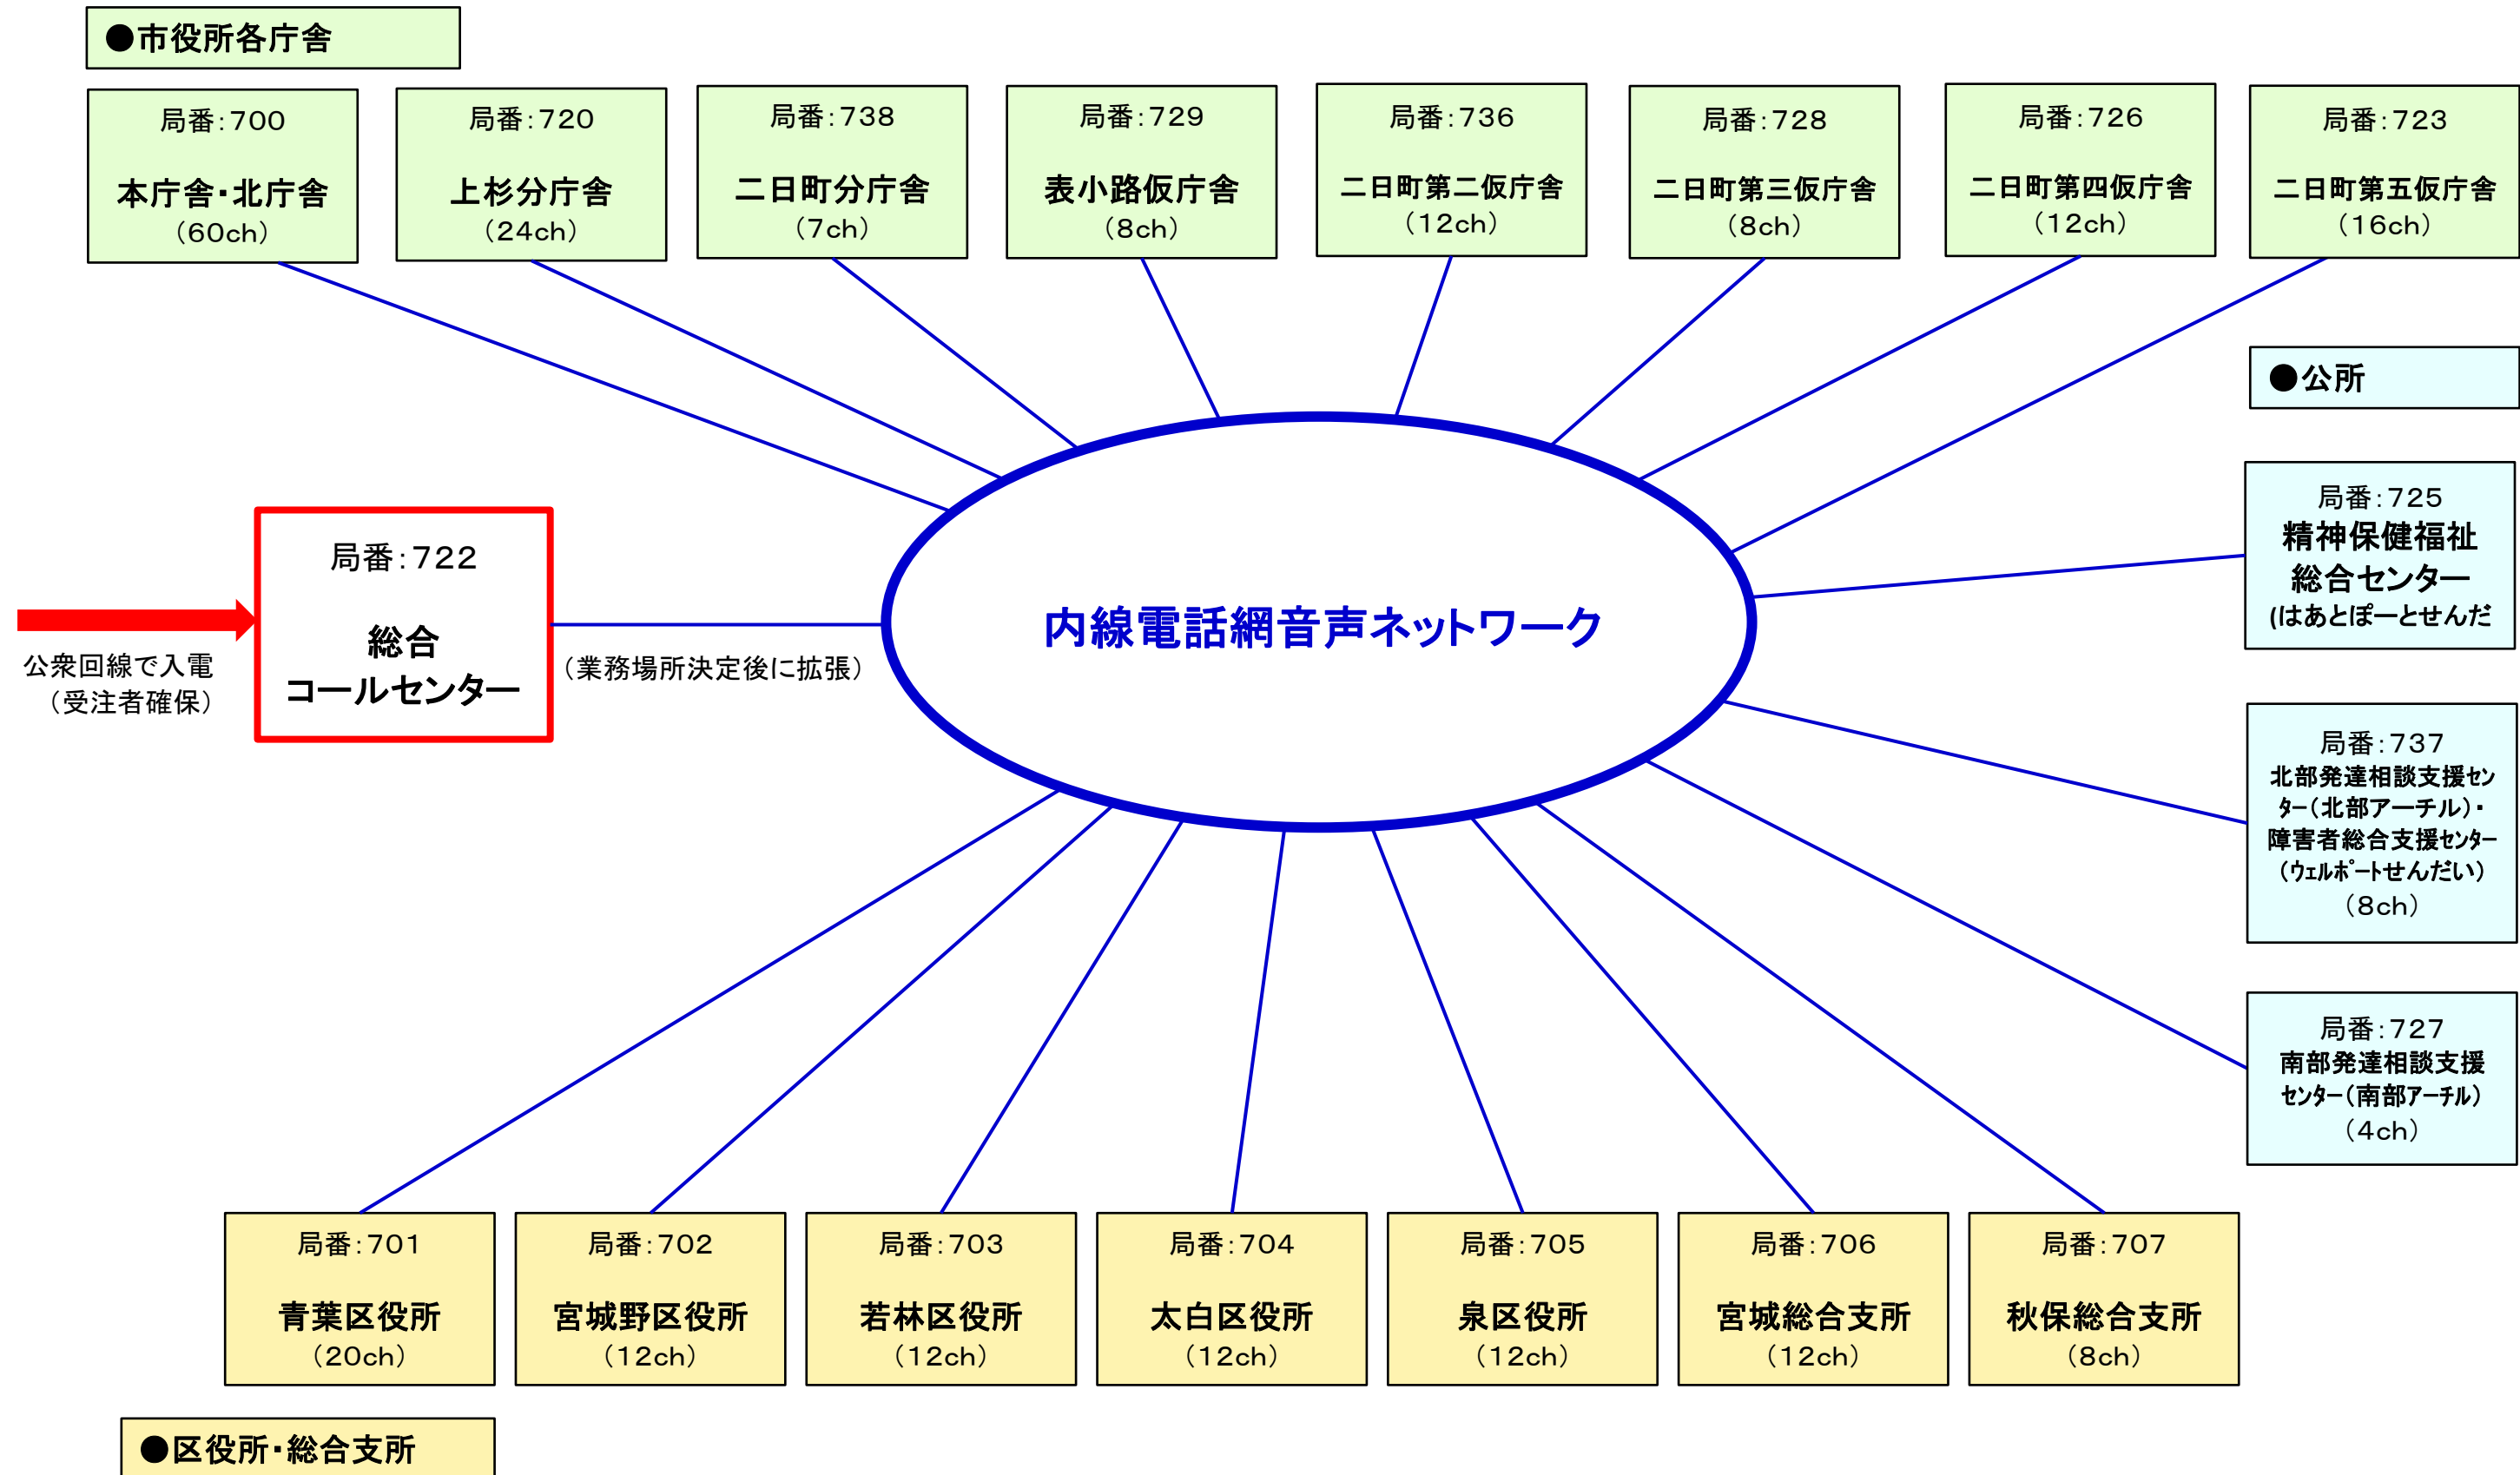 ●市役所各庁舎
局番：700
本庁舎・北庁舎
（60ch）
局番：720
上杉分庁舎
（24ch）
局番：738
二日町分庁舎
（7ch）
局番：729
表小路仮庁舎
（8ch）
局番：736
二日町第二仮庁舎
（12ch）
局番：728
二日町第三仮庁舎
（8ch）
局番：726
二日町第四仮庁舎
（12ch）
局番：723
二日町第五仮庁舎
（16ch）
●公所
局番：725
精神保健福祉
総合センター
(はあとぽーとせんだ
局番：737
北部発達相談支援ｾﾝ
ﾀｰ（北部アーチル）・
障害者総合支援ｾﾝﾀｰ
（ｳｪﾙﾎﾟｰﾄせんだい）
（8ch）
局番：727
南部発達相談支援
ｾﾝﾀｰ（南部ｱｰﾁﾙ）
（4ch）
局番：722
総合
コールセンター
公衆回線で入電
（受注者確保）
（業務場所決定後に拡張）
内線電話網音声ネットワーク
局番：701
青葉区役所
（20ch）
局番：702
宮城野区役所
（12ch）
局番：703
若林区役所
（12ch）
局番：704
太白区役所
（12ch）
局番：705
泉区役所
（12ch）
局番：706
宮城総合支所
（12ch）
局番：707
秋保総合支所
（8ch）
●区役所・総合支所